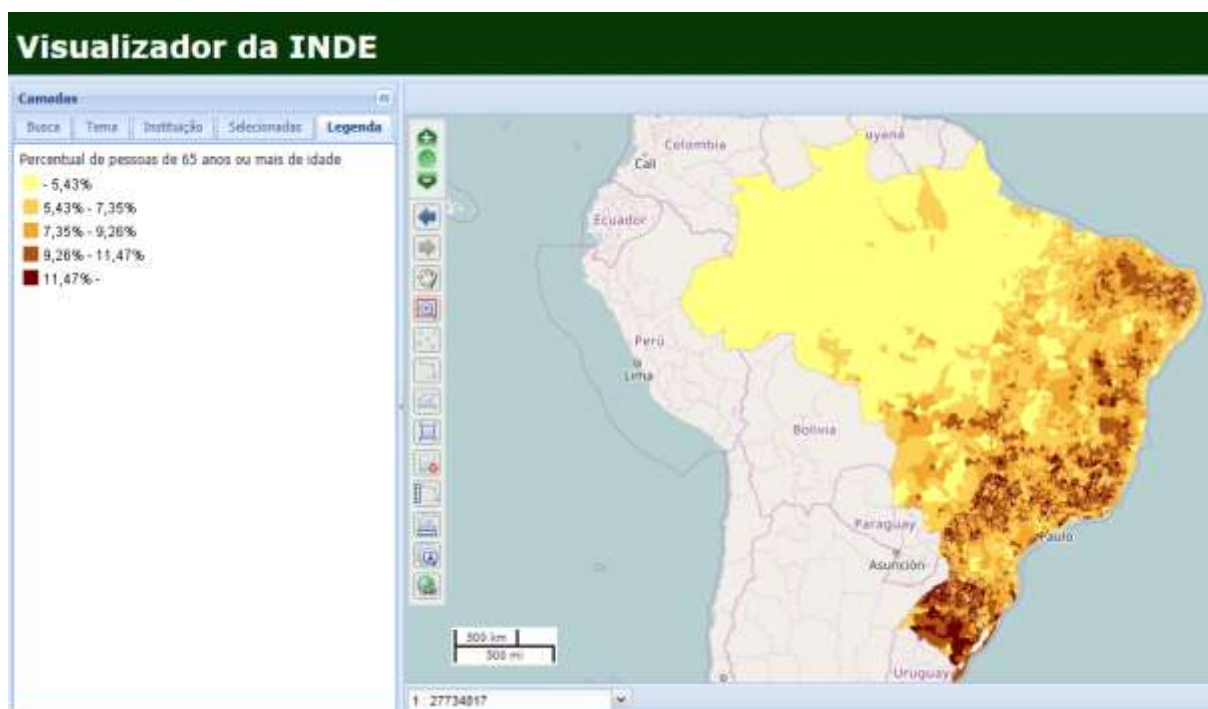 Visualizador da INDE
Camadas
Busca Tema Instituição Selecionadas Legenda
Percentual de pessoas de 65 anos ou mais de idade
- 5,43%
5,43% - 7,35%
7,35% - 9,26%
9,26% - 11,47%
11,47% -
Colombia
uyana
Cali
Ecuador
Perú
Lima
Bolivia
Paraguay
Paulo
Asunción
500 km
500 mi
Uruguay
1 : 27734817